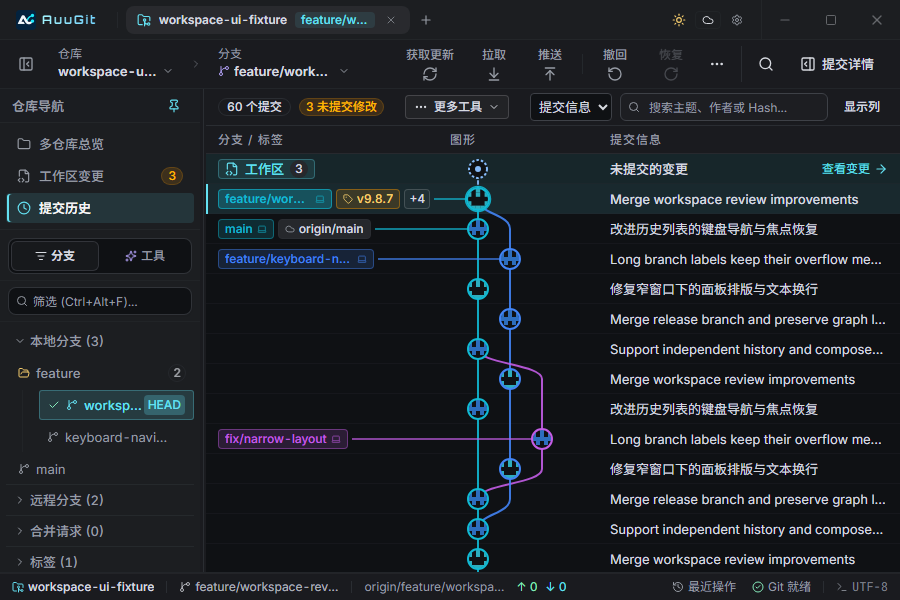 AuuGit
workspace-ui-fixture feature/w...
仓库
workspace-u...
分支
feature/work...
获取更新 拉取 推送 撤回 恢复
提交详情
仓库导航
60 个提交 3 未提交修改 更多工具 提交信息 搜索主题、作者或 Hash... 显示列
多仓库总览
工作区变更 3
提交历史
分支 工具
筛选 (Ctrl+Alt+F)...
本地分支 (3)
feature 2
worksp... HEAD
keyboard-navi...
main
远程分支 (2)
合并请求 (0)
标签 (1)
分支 / 标签 图形 提交信息
工作区 3 未提交的变更 查看变更
feature/wor... v9.8.7 +4 Merge workspace review improvements
main origin/main 改进历史列表的键盘导航与焦点恢复
feature/keyboard-n... Long branch labels keep their overflow me...
修复窄窗口下的面板排版与文本换行
Merge release branch and preserve graph l...
Support independent history and compose...
Merge workspace review improvements
改进历史列表的键盘导航与焦点恢复
fix/narrow-layout Long branch labels keep their overflow me...
修复窄窗口下的面板排版与文本换行
Merge release branch and preserve graph l...
Support independent history and compose...
Merge workspace review improvements
workspace-ui-fixture feature/workspace-rev... origin/feature/workspa... ↑ 0 ↓ 0 最近操作 Git 就绪 UTF-8